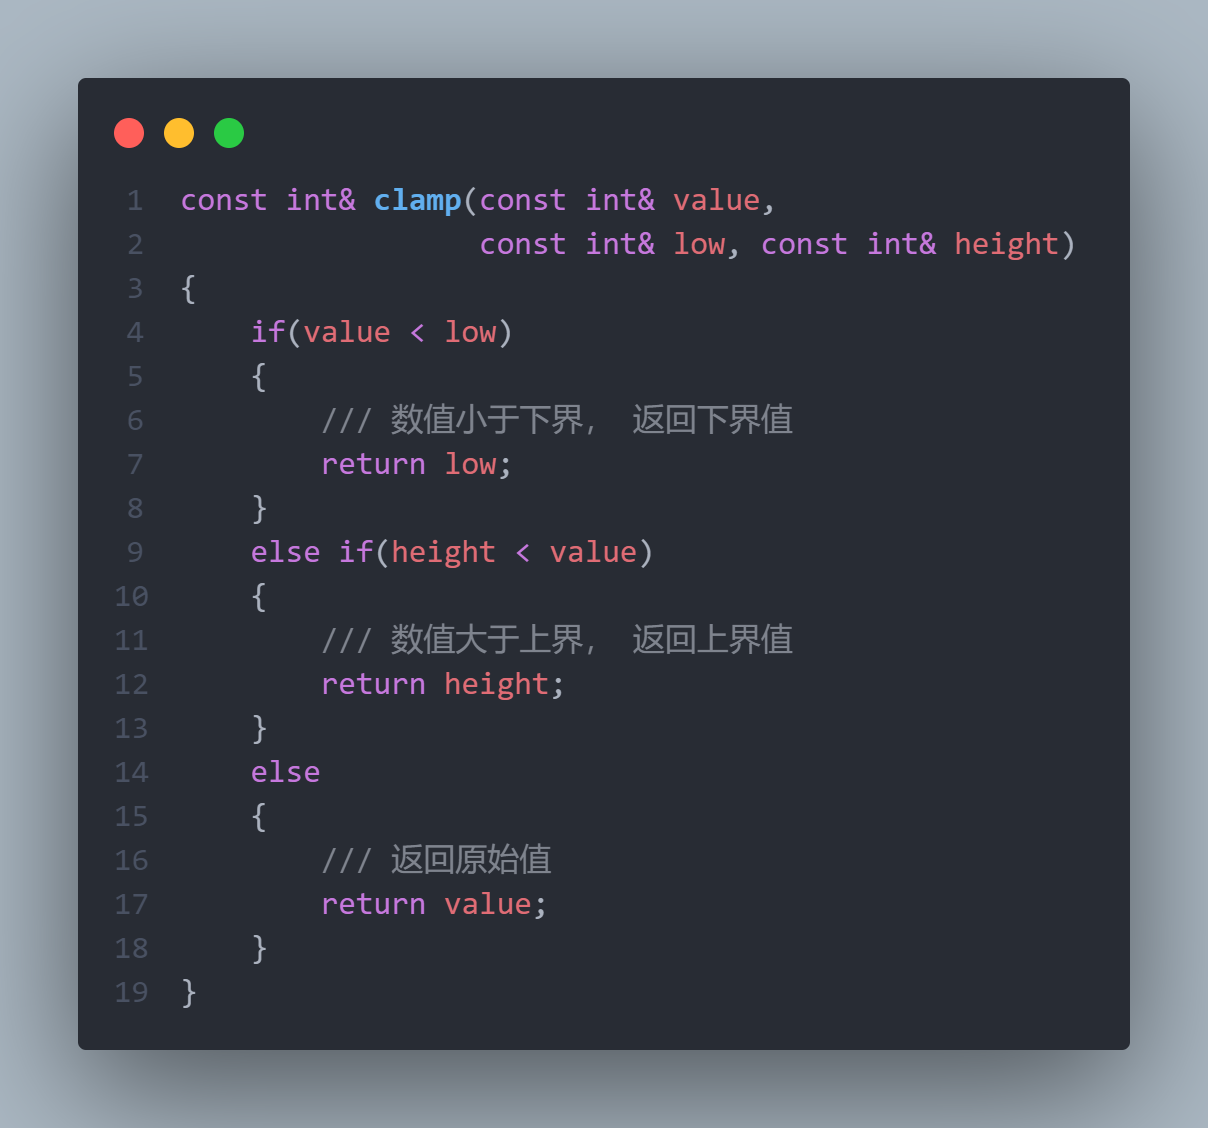 1 const int& clamp(const int& value,
2                  const int& low, const int& height)
3 {
4     if(value < low)
5     {
6         /// 数值小于下界， 返回下界值
7         return low;
8     }
9     else if(height < value)
10     {
11         /// 数值大于上界， 返回上界值
12         return height;
13     }
14     else
15     {
16         /// 返回原始值
17         return value;
18     }
19 }